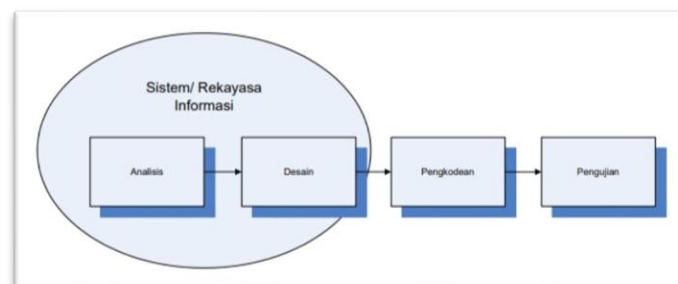 Sistem/ Rekayasa
Informasi
Analisis
Desain
Pengkodean
Pengujian